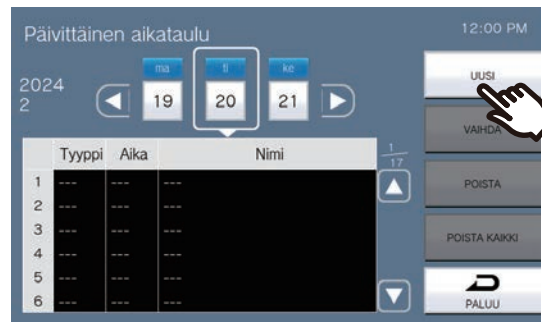 Päivittäinen aikataulu
12:00 PM
2024
2
ma
19
ti
20
ke
21
Tyyppi Aika Nimi
1 --- --- ---
2 --- --- ---
3 --- --- ---
4 --- --- ---
5 --- --- ---
6 --- --- ---
1
17
UUSI
VAIHDA
POISTA
POISTA KAIKKI
PALUU